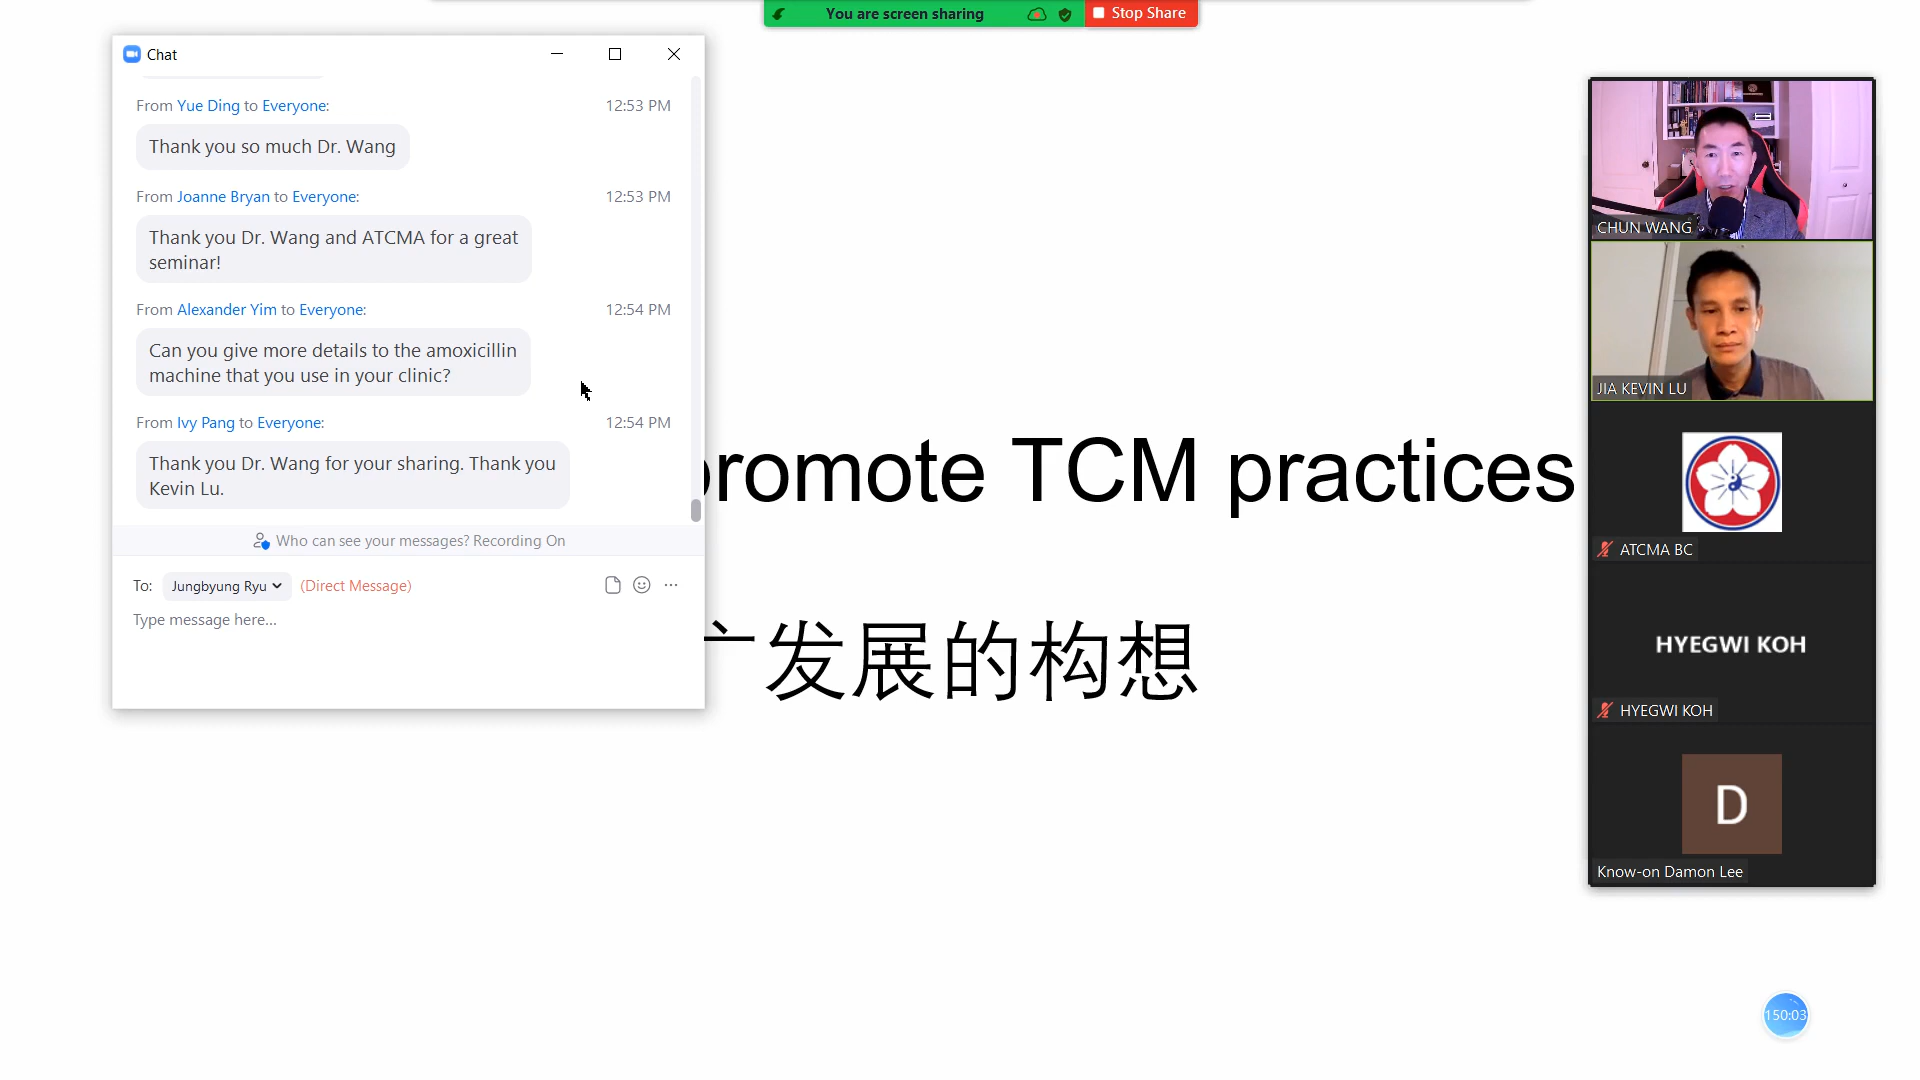 You are screen sharing
Stop Share
Chat
From Yue Ding to Everyone:
12:53 PM
Thank you so much Dr. Wang
From Joanne Bryan to Everyone:
12:53 PM
Thank you Dr. Wang and ATCMA for a great
seminar!
From Alexander Yim to Everyone:
12:54 PM
Can you give more details to the amoxicillin
machine that you use in your clinic?
From Ivy Pang to Everyone:
12:54 PM
Thank you Dr. Wang for your sharing. Thank you
Kevin Lu.
Who can see your messages? Recording On
To: Jungbyung Ryu (Direct Message)
Type message here...
promote TCM practices
发展的构想
CHUN WANG
JIA KEVIN LU
ATCMA BC
HYEGWI KOH
HYEGWI KOH
D
Know-on Damon Lee
150:03